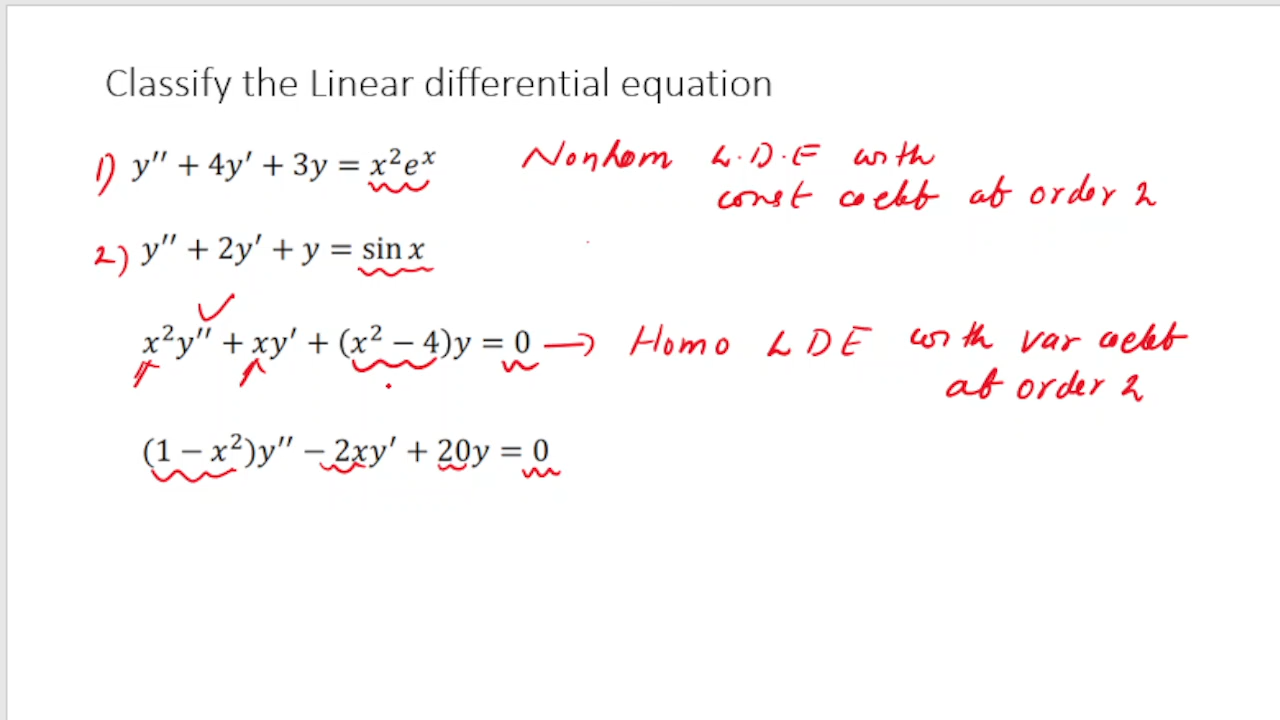 Classify the Linear differential equation
1) y″ + 4y′ + 3y = x²eˣ Nonhom L.D.E with
const coeff of order 2
2) y″ + 2y′ + y = sin x
x²y″ + xy′ + (x² − 4)y = 0 → Homo LDE with var coeff
of order 2
(1 − x²)y″ − 2xy′ + 20y = 0